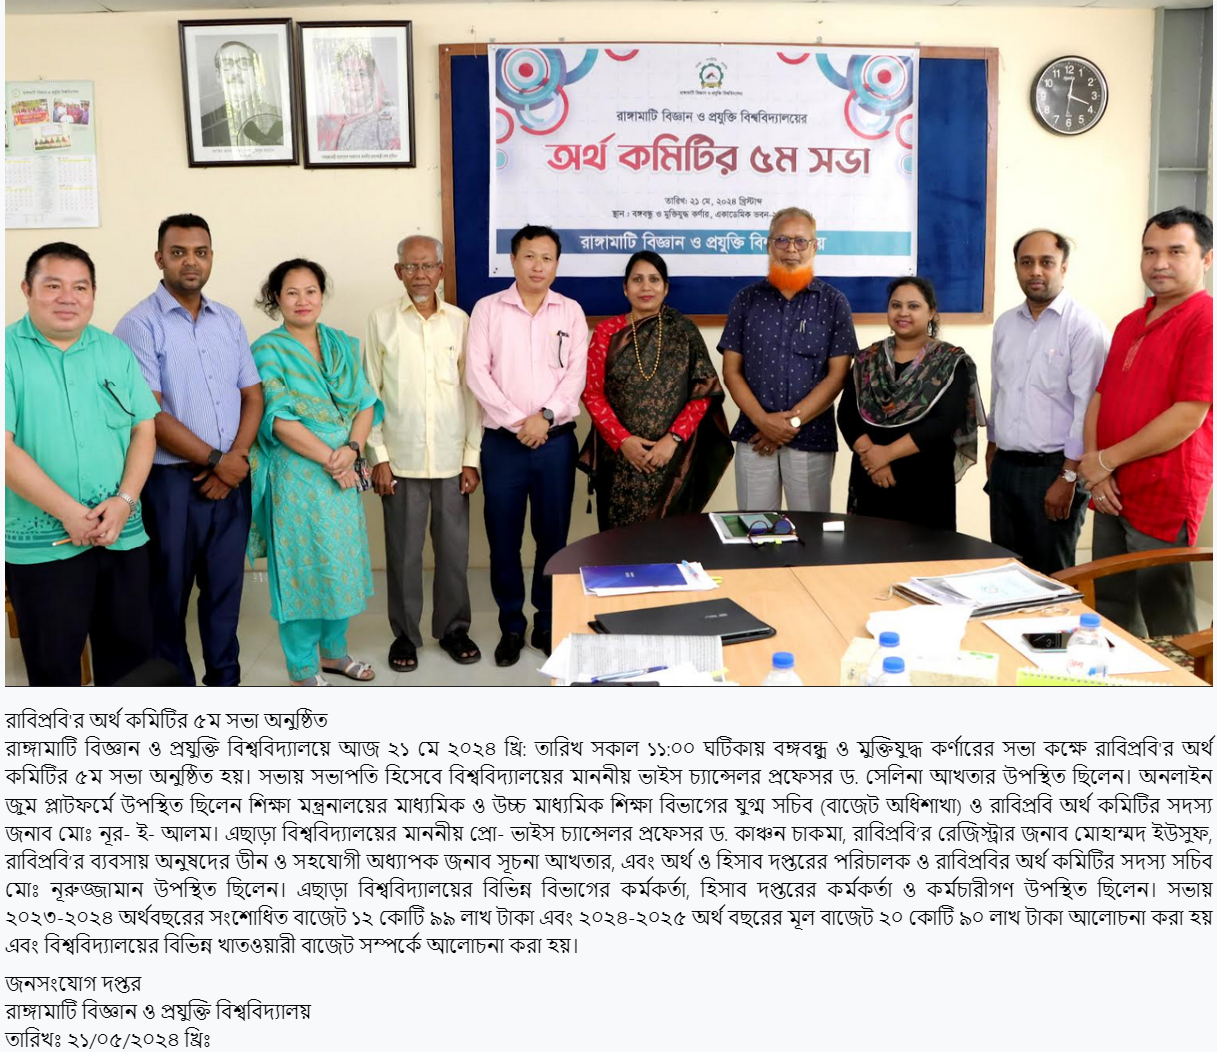 রাঙ্গামাটি বিজ্ঞান ও প্রযুক্তি বিশ্ববিদ্যালয়ের
অর্থ কমিটির ৫ম সভা
তারিখ: ২১ মে, ২০২৪ খ্রিস্টাব্দ
স্থান : বঙ্গবন্ধু ও মুক্তিযুদ্ধ কর্ণার, একাডেমিক ভবন-
রাঙ্গামাটি বিজ্ঞান ও প্রযুক্তি
রাবিপ্রবি'র অর্থ কমিটির ৫ম সভা অনুষ্ঠিত
রাঙ্গামাটি বিজ্ঞান ও প্রযুক্তি বিশ্ববিদ্যালয়ে আজ ২১ মে ২০২৪ খ্রি: তারিখ সকাল ১১:০০ ঘটিকায় বঙ্গবন্ধু ও মুক্তিযুদ্ধ কর্ণারের সভা কক্ষে রাবিপ্রবি'র অর্থ
কমিটির ৫ম সভা অনুষ্ঠিত হয়। সভায় সভাপতি হিসেবে বিশ্ববিদ্যালয়ের মাননীয় ভাইস চ্যান্সেলর প্রফেসর ড. সেলিনা আখতার উপস্থিত ছিলেন। অনলাইন
জুম প্লাটফর্মে উপস্থিত ছিলেন শিক্ষা মন্ত্রনালয়ের মাধ্যমিক ও উচ্চ মাধ্যমিক শিক্ষা বিভাগের যুগ্ম সচিব (বাজেট অধিশাখা) ও রাবিপ্রবি অর্থ কমিটির সদস্য
জনাব মোঃ নূর- ই- আলম। এছাড়া বিশ্ববিদ্যালয়ের মাননীয় প্রো- ভাইস চ্যান্সেলর প্রফেসর ড. কাঞ্চন চাকমা, রাবিপ্রবি'র রেজিস্ট্রার জনাব মোহাম্মদ ইউসুফ,
রাবিপ্রবি'র ব্যবসায় অনুষদের ডীন ও সহযোগী অধ্যাপক জনাব সূচনা আখতার, এবং অর্থ ও হিসাব দপ্তরের পরিচালক ও রাবিপ্রবির অর্থ কমিটির সদস্য সচিব
মোঃ নূরুজ্জামান উপস্থিত ছিলেন। এছাড়া বিশ্ববিদ্যালয়ের বিভিন্ন বিভাগের কর্মকর্তা, হিসাব দপ্তরের কর্মকর্তা ও কর্মচারীগণ উপস্থিত ছিলেন। সভায়
২০২৩-২০২৪ অর্থবছরের সংশোধিত বাজেট ১২ কোটি ৯৯ লাখ টাকা এবং ২০২৪-২০২৫ অর্থ বছরের মূল বাজেট ২০ কোটি ৯০ লাখ টাকা আলোচনা করা হয়
এবং বিশ্ববিদ্যালয়ের বিভিন্ন খাতওয়ারী বাজেট সম্পর্কে আলোচনা করা হয়।
জনসংযোগ দপ্তর
রাঙ্গামাটি বিজ্ঞান ও প্রযুক্তি বিশ্ববিদ্যালয়
তারিখঃ ২১/০৫/২০২৪ খ্রিঃ